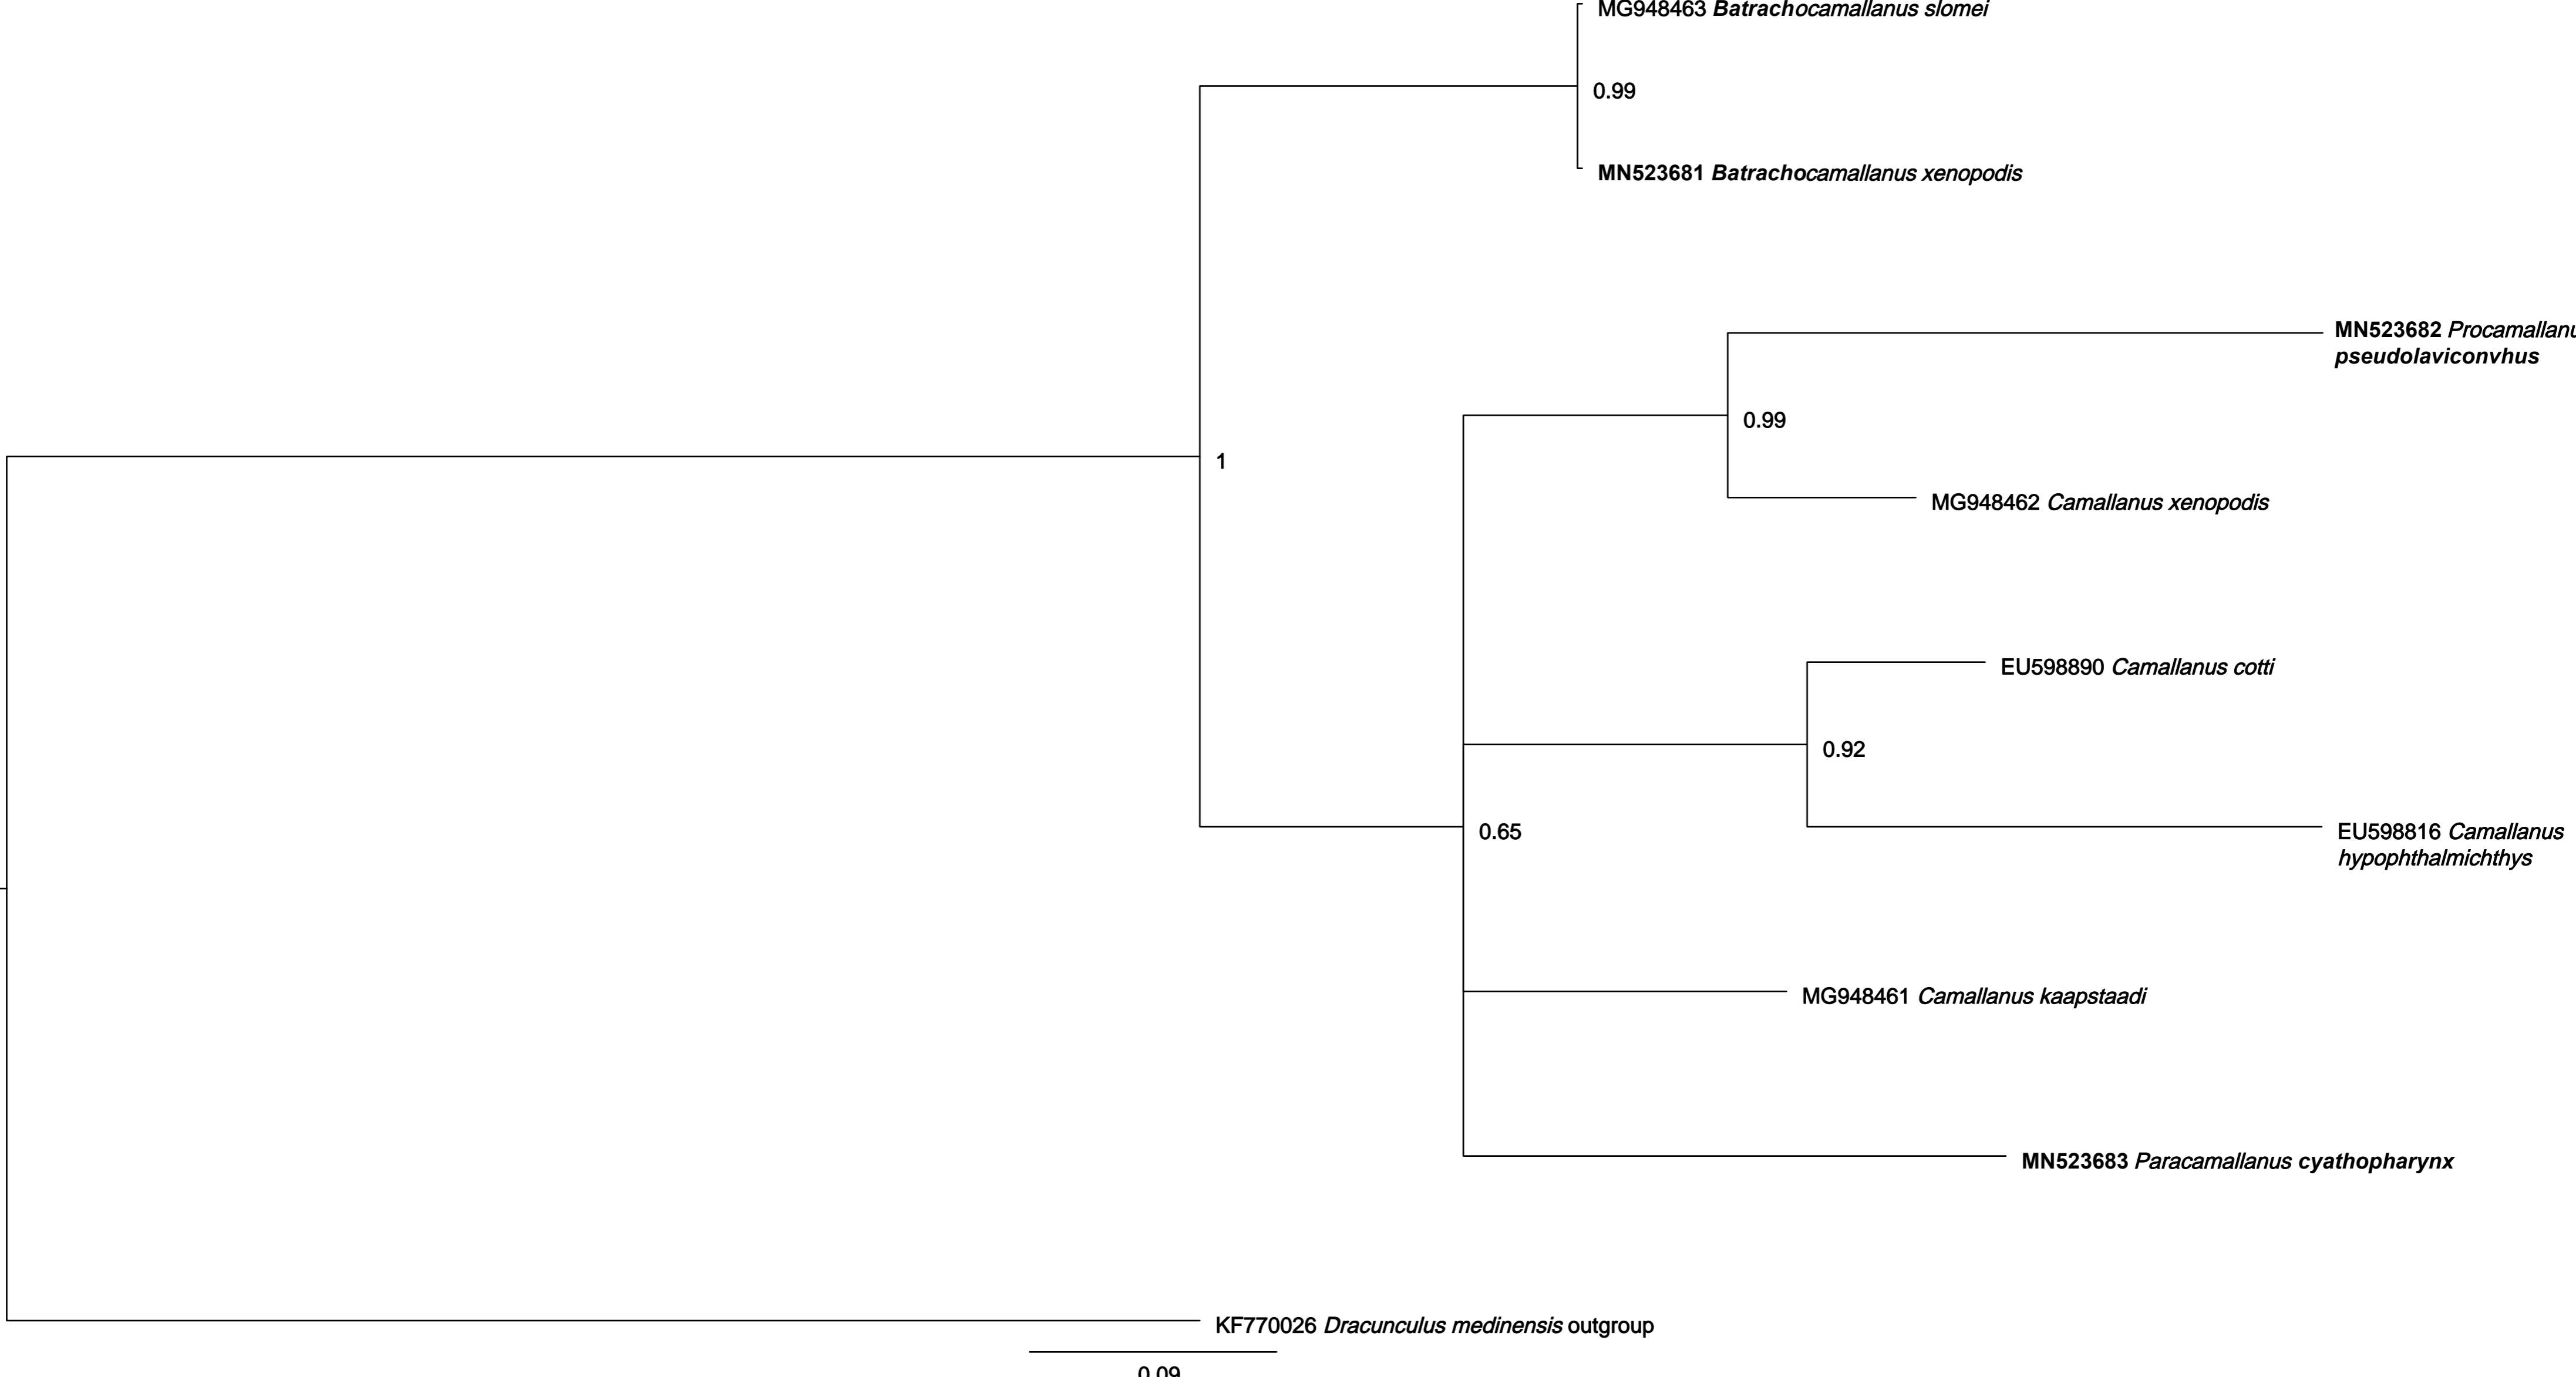 MG948463 Batrachocamallanus slomei
0.99
MN523681 Batrachocamallanus xenopodis
MN523682 Procamallanu
pseudolaviconvhus
0.99
1
MG948462 Camallanus xenopodis
EU598890 Camallanus cotti
0.92
0.65
EU598816 Camallanus
hypophthalmichthys
MG948461 Camallanus kaapstaadi
MN523683 Paracamallanus cyathopharynx
KF770026 Dracunculus medinensis outgroup
0.09